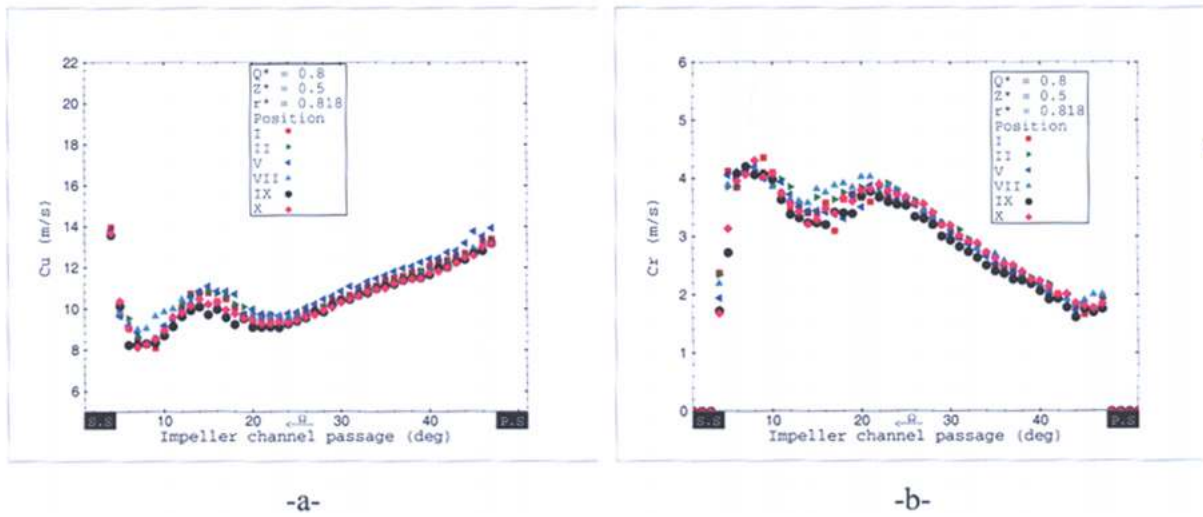 22
20
18
16
14
12
10
8
6
Cu (m/s)
Q* = 0.8
Z* = 0.5
r* = 0.818
Position
I
II
V
VII
IX
X
S.S 10 20 Ω 30 40 P.S
Impeller channel passage (deg)
-a-
6
5
4
3
2
1
0
Cr (m/s)
Q* = 0.8
Z* = 0.5
r* = 0.818
Position
I
II
V
VII
IX
X
S.S 10 20 Ω 30 40 P.S
Impeller channel passage (deg)
-b-